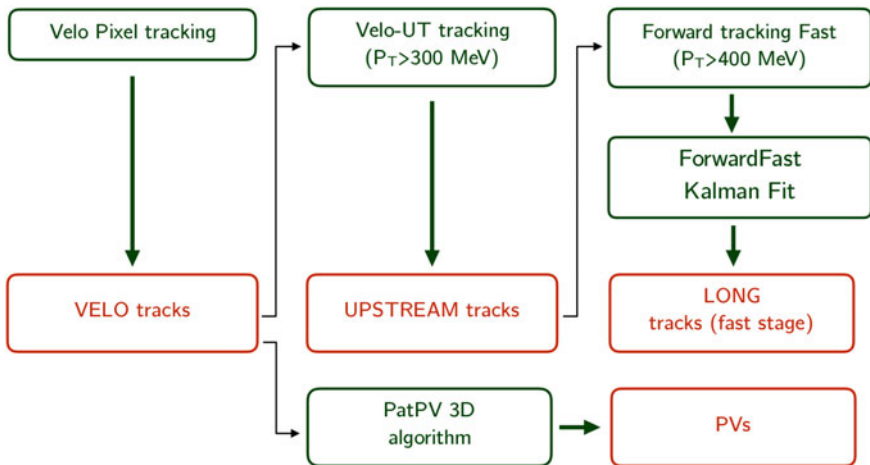 Velo Pixel tracking
Velo-UT tracking
(PT>300 MeV)
Forward tracking Fast
(PT>400 MeV)
ForwardFast
Kalman Fit
VELO tracks
UPSTREAM tracks
LONG
tracks (fast stage)
PatPV 3D
algorithm
PVs